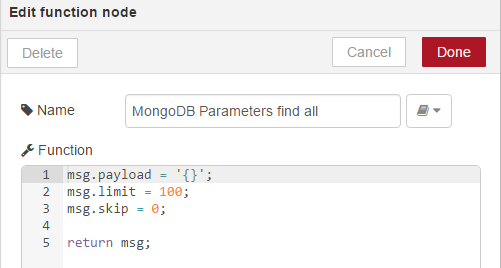 Edit function node
Delete
Cancel
Done
Name
MongoDB Parameters find all
Function
1 msg.payload = '{}';
2 msg.limit = 100;
3 msg.skip = 0;
4
5 return msg;